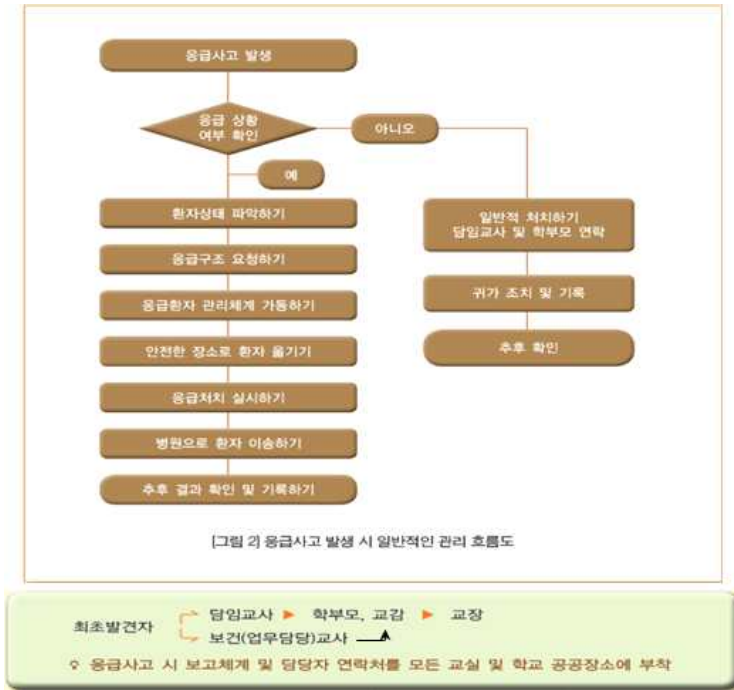 응급사고 발생
응급 상황
여부 확인
아니오
예
환자상태 파악하기
응급구조 요청하기
응급환자 관리체계 가동하기
안전한 장소로 환자 옮기기
응급처치 실시하기
병원으로 환자 이송하기
추후 결과 확인 및 기록하기
일반적 처치하기
담임교사 및 학부모 연락
귀가 조치 및 기록
추후 확인
[그림 2] 응급사고 발생 시 일반적인 관리 흐름도
최초발견자
담임교사 ▶ 학부모, 교감 ▶ 교장
보건(업무담당)교사
♀ 응급사고 시 보고체계 및 담당자 연락처를 모든 교실 및 학교 공공장소에 부착